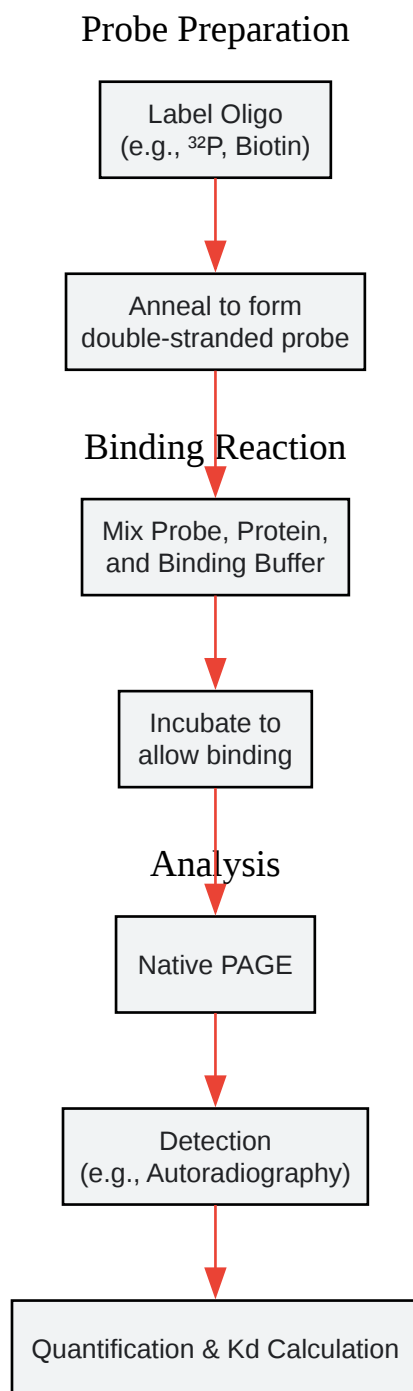 Probe Preparation
Label Oligo
(e.g., ³²P, Biotin)
Anneal to form
double-stranded probe
Binding Reaction
Mix Probe, Protein,
and Binding Buffer
Incubate to
allow binding
Analysis
Native PAGE
Detection
(e.g., Autoradiography)
Quantification & Kd Calculation